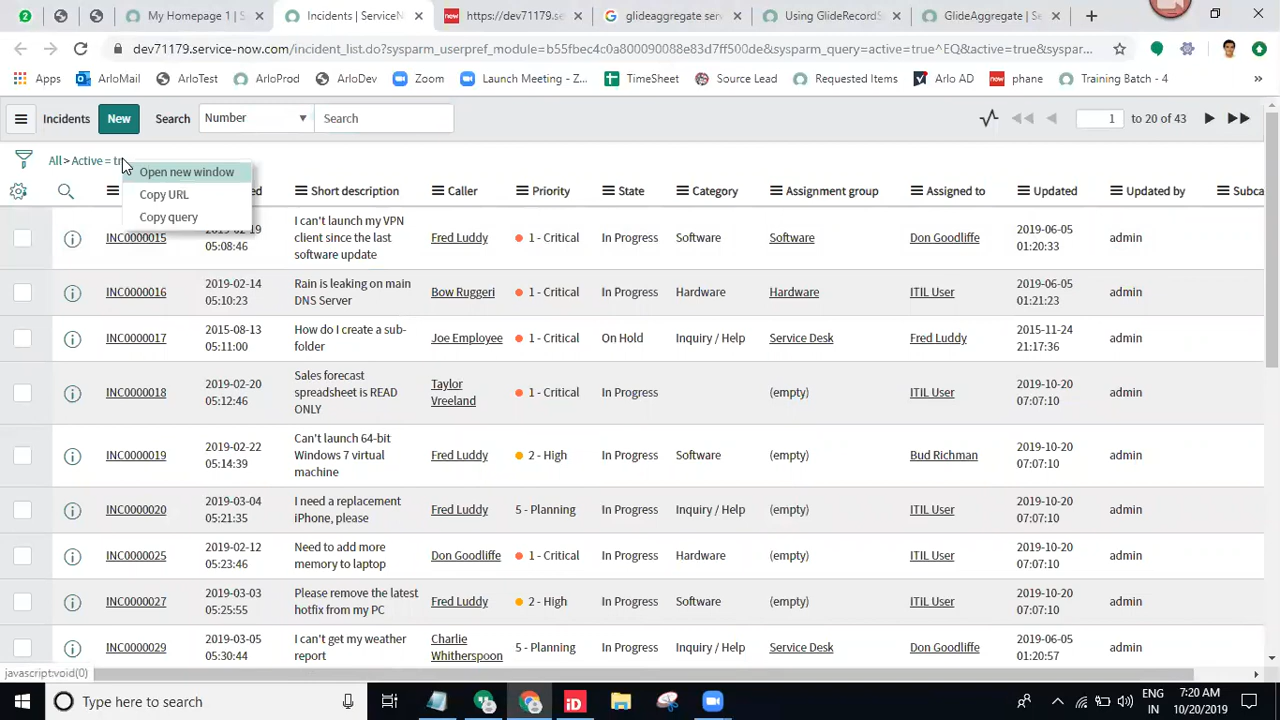 My Homepage 1 | S
Incidents | ServiceN
https://dev71179.service-now.c
glideaggregate serv
Using GlideRecordS
GlideAggregate | Se
dev71179.service-now.com/incident_list.do?sysparm_userpref_module=b55fbec4c0a800090088e83d7ff500de&sysparm_query=active=true^EQ&active=true&syspar...
Apps ArloMail ArloTest ArloProd ArloDev Zoom Launch Meeting - Z... TimeSheet Source Lead Requested Items Arlo AD phane Training Batch - 4
Incidents New Search Number Search 1 to 20 of 43
All > Active = tr
Open new window
Copy URL
Copy query
Short description Caller Priority State Category Assignment group Assigned to Updated Updated by Subca
INC0000015 2019-02-19 05:08:46 I can't launch my VPN client since the last software update Fred Luddy 1 - Critical In Progress Software Software Don Goodliffe 2019-06-05 01:20:33 admin
INC0000016 2019-02-14 05:10:23 Rain is leaking on main DNS Server Bow Ruggeri 1 - Critical In Progress Hardware Hardware ITIL User 2019-06-05 01:21:23 admin
INC0000017 2015-08-13 05:11:00 How do I create a sub-folder Joe Employee 1 - Critical On Hold Inquiry / Help Service Desk Fred Luddy 2015-11-24 21:17:36 admin
INC0000018 2019-02-20 05:12:46 Sales forecast spreadsheet is READ ONLY Taylor Vreeland 1 - Critical In Progress (empty) ITIL User 2019-10-20 07:07:10 admin
INC0000019 2019-02-22 05:14:39 Can't launch 64-bit Windows 7 virtual machine Fred Luddy 2 - High In Progress Software (empty) Bud Richman 2019-10-20 07:07:10 admin
INC0000020 2019-03-04 05:21:35 I need a replacement iPhone, please Fred Luddy 5 - Planning In Progress Inquiry / Help (empty) ITIL User 2019-10-20 07:07:10 admin
INC0000025 2019-02-12 05:23:46 Need to add more memory to laptop Don Goodliffe 1 - Critical In Progress Hardware (empty) ITIL User 2019-10-20 07:07:10 admin
INC0000027 2019-03-03 05:25:55 Please remove the latest hotfix from my PC Fred Luddy 2 - High In Progress Software (empty) ITIL User 2019-10-20 07:07:10 admin
INC0000029 2019-03-05 05:30:44 I can't get my weather report Charlie Whitherspoon 5 - Planning In Progress Inquiry / Help Service Desk Don Goodliffe 2019-06-05 01:20:57 admin
javascript:void(0)
Type here to search
ENG
IN
7:20 AM
10/20/2019